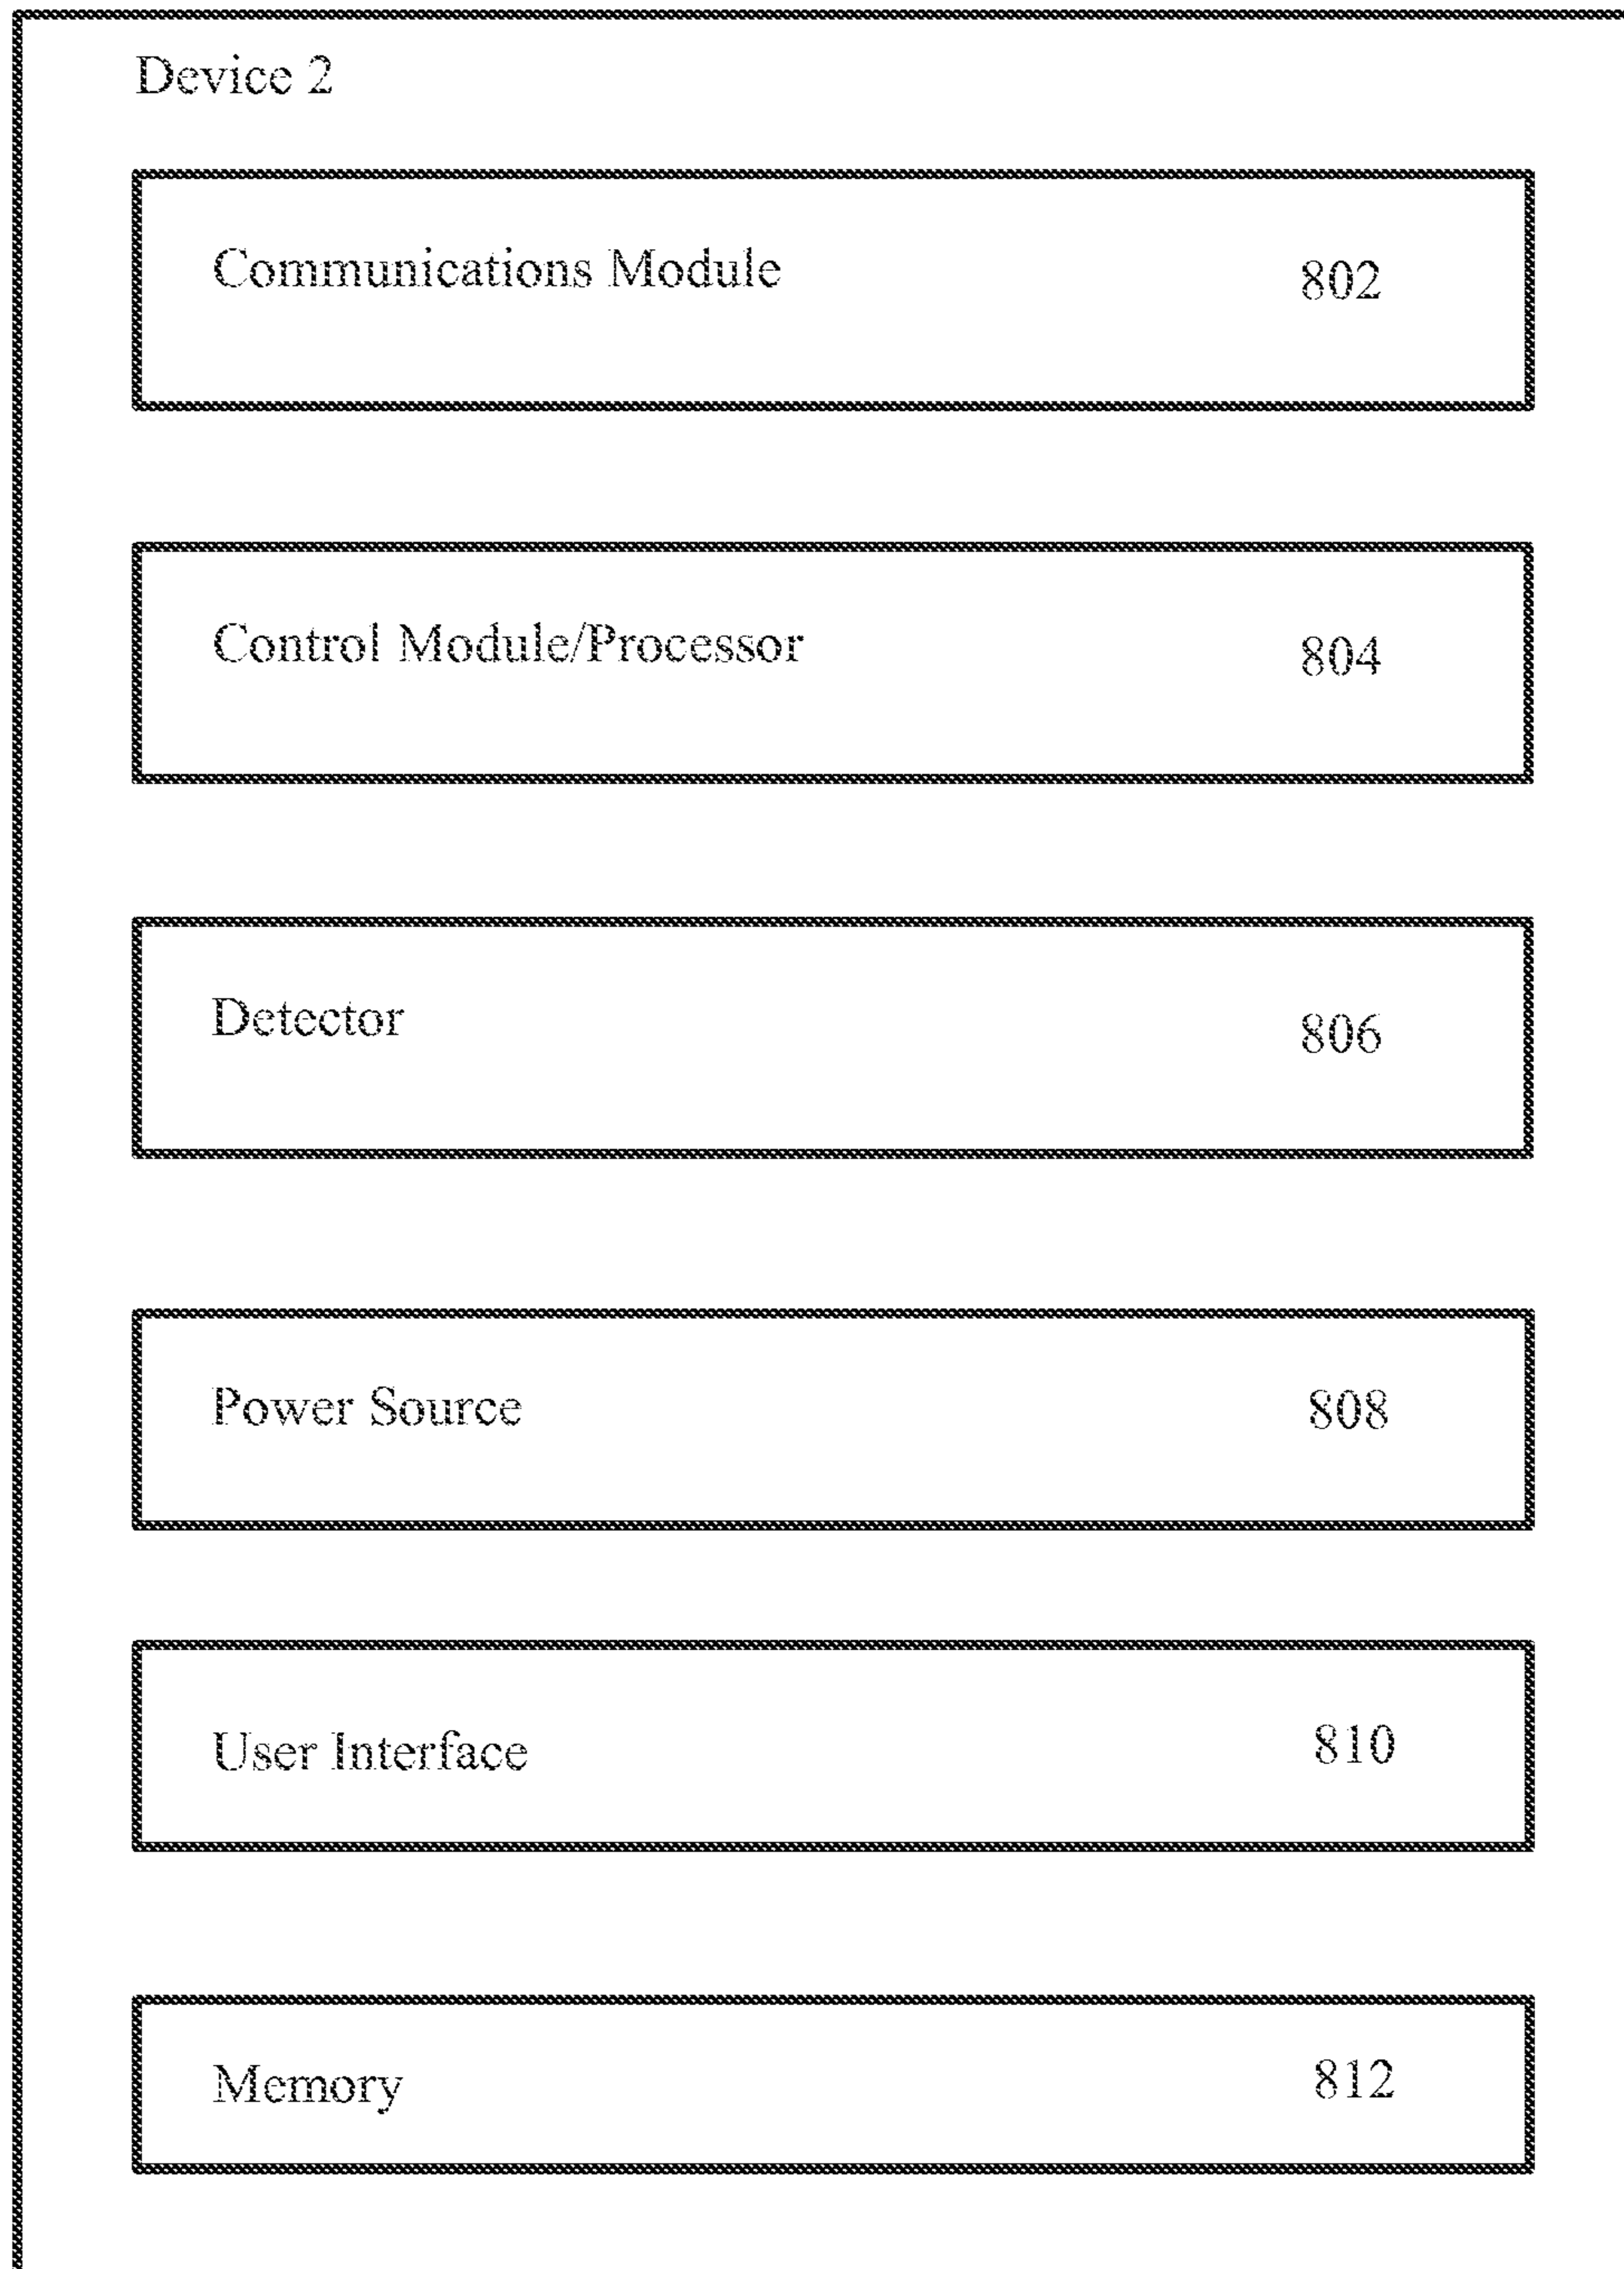 Device 2
Communications Module 802
Control Module/Processor 804
Detector 806
Power Source 808
User Interface 810
Memory 812